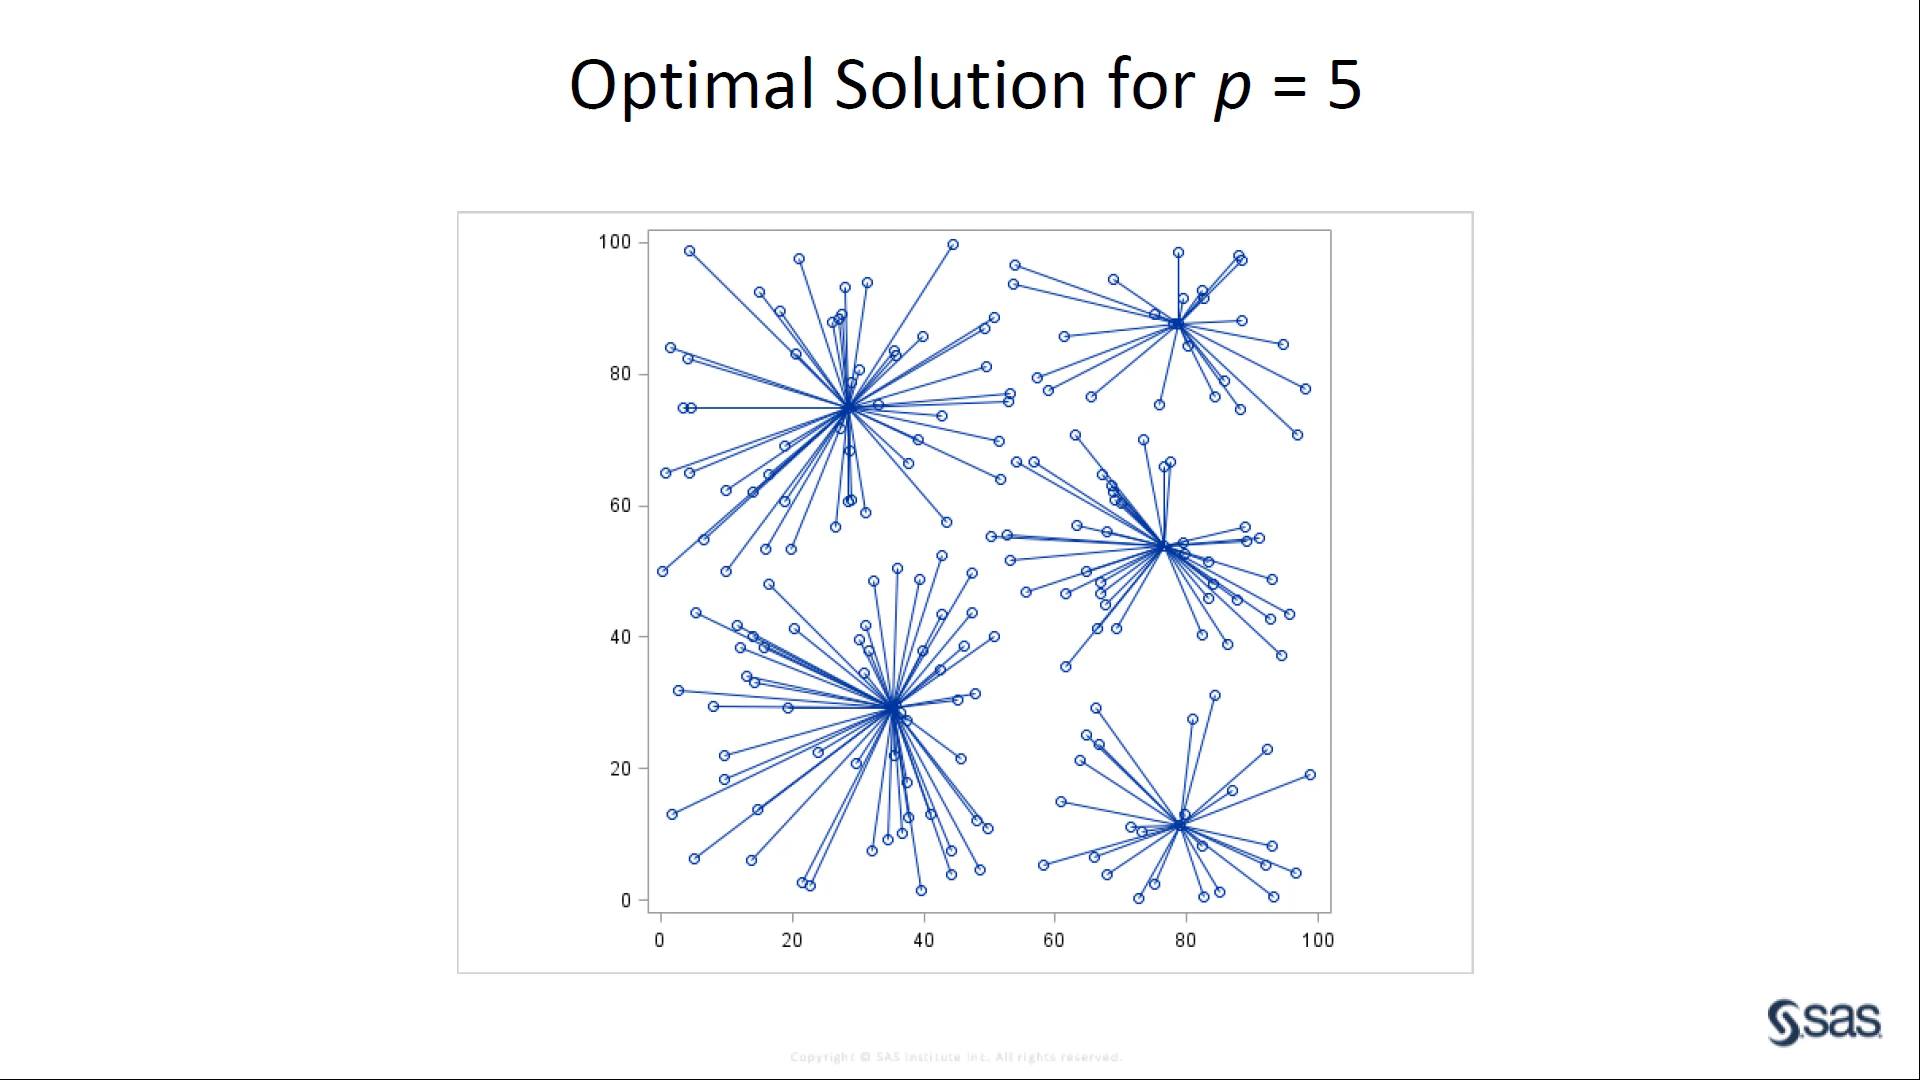 Optimal Solution for p = 5
100
80
60
40
20
0
0 20 40 60 80 100
sas
Copyright © SAS Institute Inc. All rights reserved.